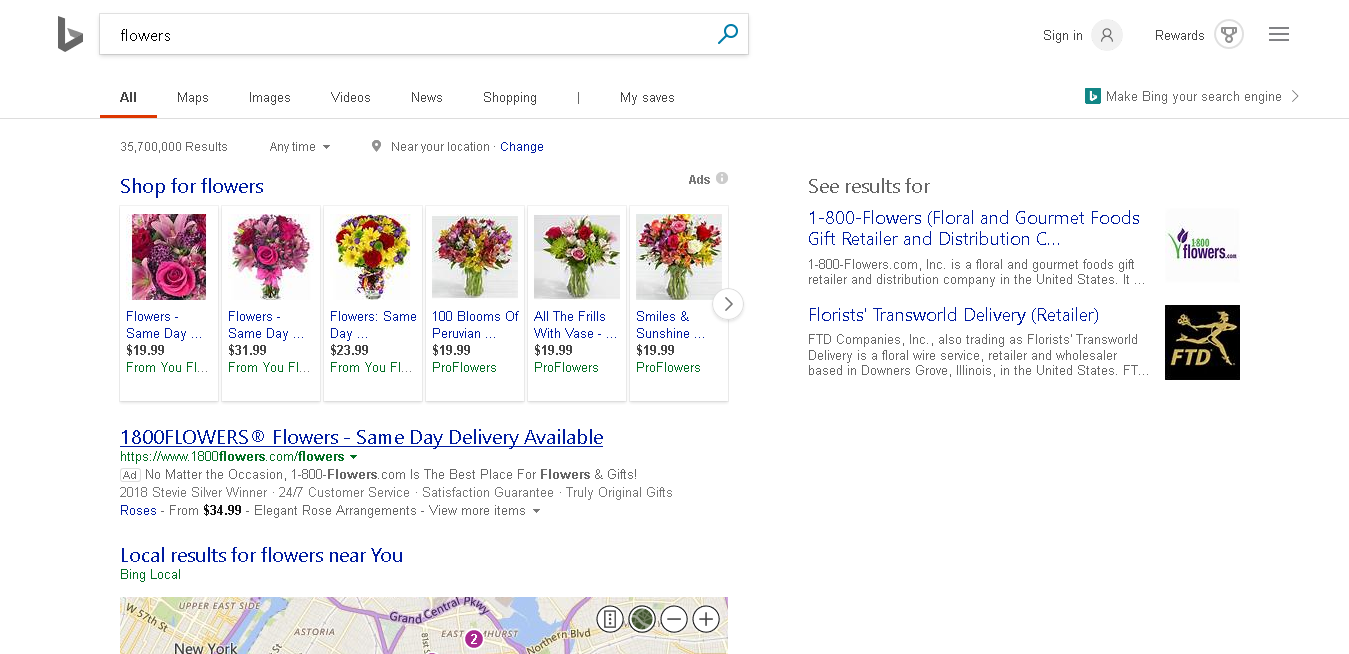 flowers
Sign in
Rewards
All
Maps
Images
Videos
News
Shopping
|
My saves
Make Bing your search engine
35,700,000 Results
Any time
Near your location · Change
Shop for flowers
Ads
Flowers -
Same Day ...
$19.99
From You Fl...
Flowers -
Same Day ...
$31.99
From You Fl...
Flowers: Same
Day ...
$23.99
From You Fl...
100 Blooms Of
Peruvian ...
$19.99
ProFlowers
All The Frills
With Vase - ...
$19.99
ProFlowers
Smiles &
Sunshine ...
$19.99
ProFlowers
1800FLOWERS® Flowers - Same Day Delivery Available
https://www.1800flowers.com/flowers
Ad No Matter the Occasion, 1-800-Flowers.com Is The Best Place For Flowers & Gifts!
2018 Stevie Silver Winner · 24/7 Customer Service · Satisfaction Guarantee · Truly Original Gifts
Roses - From $34.99 - Elegant Rose Arrangements - View more items
Local results for flowers near You
Bing Local
UPPER EAST SIDE
W 57th St
ASTORIA
New York
Grand Central Pkwy
81st
EAST
2
MHURST
Northern Blvd
See results for
1-800-Flowers (Floral and Gourmet Foods
Gift Retailer and Distribution C...
1-800-Flowers.com, Inc. is a floral and gourmet foods gift
retailer and distribution company in the United States. It ...
1·800
flowers.com
Florists' Transworld Delivery (Retailer)
FTD Companies, Inc., also trading as Florists' Transworld
Delivery is a floral wire service, retailer and wholesaler
based in Downers Grove, Illinois, in the United States. FT...
FTD